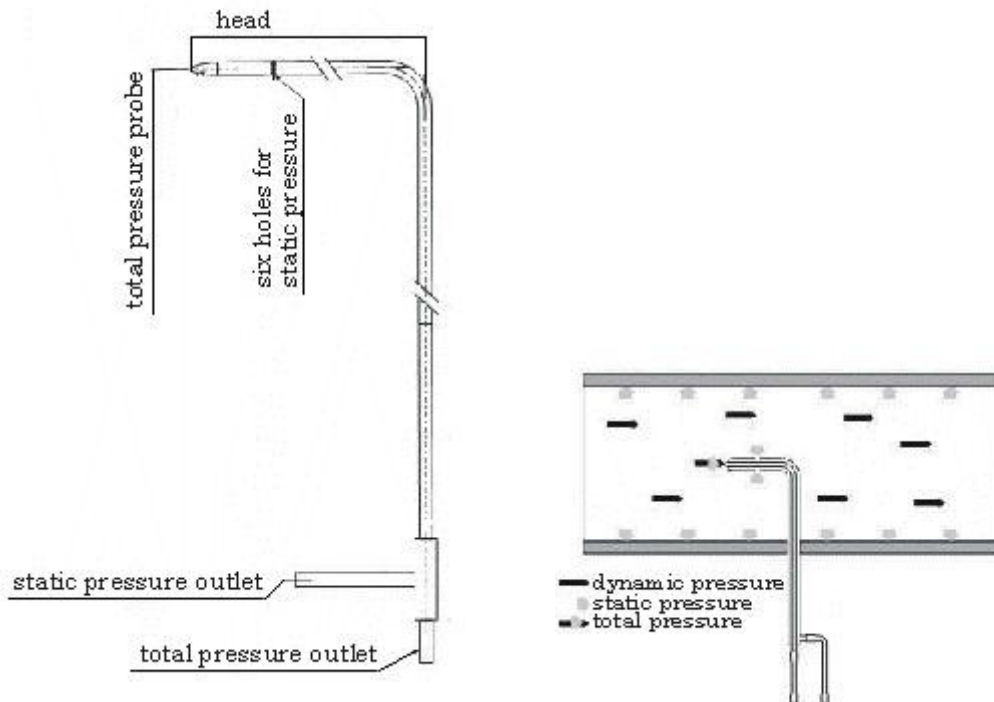 head
total pressure probe
six holes for
static pressure
static pressure outlet
total pressure outlet
dynamic pressure
static pressure
total pressure